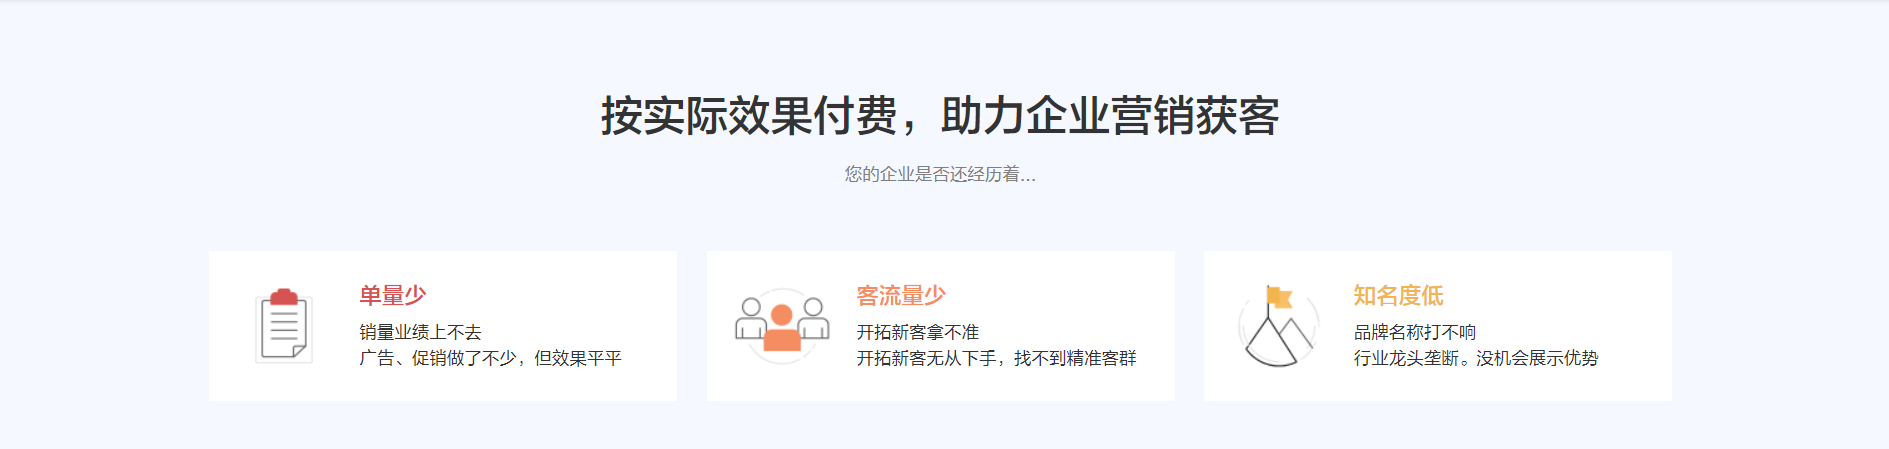 按实际效果付费，助力企业营销获客
您的企业是否还经历着...
单量少
销量业绩上不去
广告、促销做了不少，但效果平平
客流量少
开拓新客拿不准
开拓新客无从下手，找不到精准客群
知名度低
品牌名称打不响
行业龙头垄断。没机会展示优势